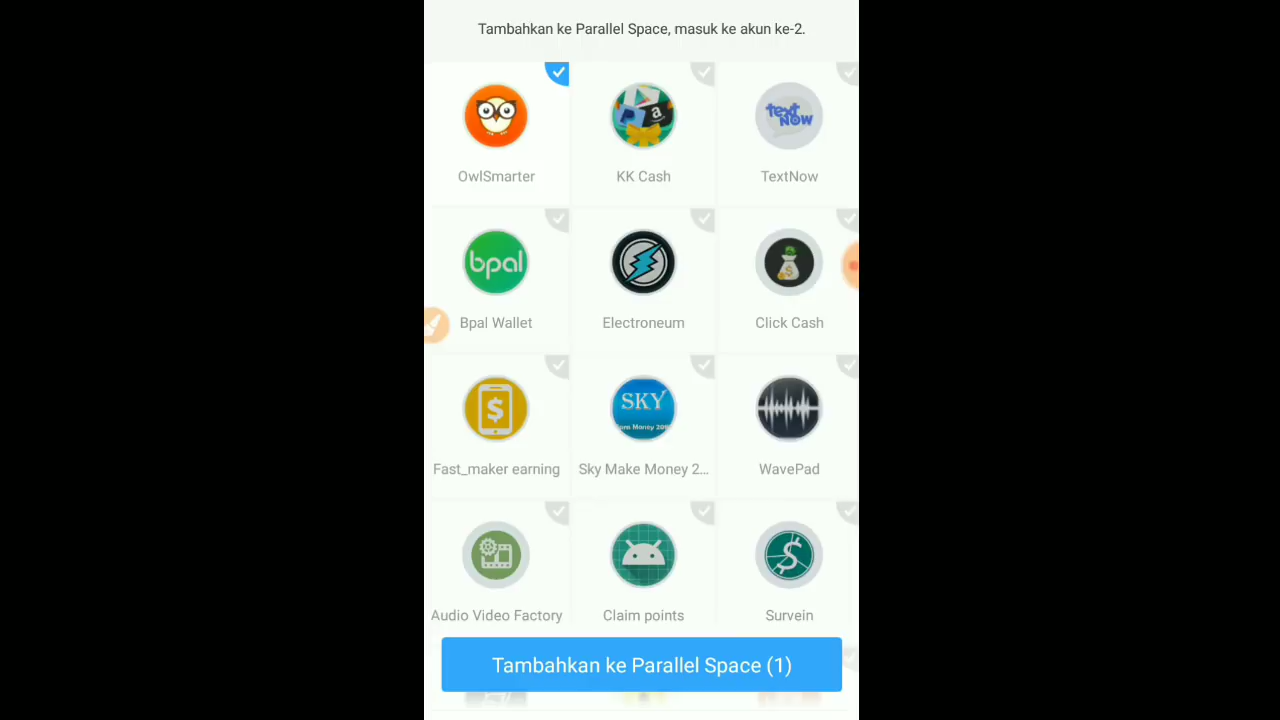 Tambahkan ke Parallel Space, masuk ke akun ke-2.
OwlSmarter
KK Cash
text
NOW
TextNow
bpal
Bpal Wallet
Electroneum
Click Cash
Fast_maker earning
SKY
Sky Make Money 2...
WavePad
Audio Video Factory
Claim points
Survein
Tambahkan ke Parallel Space (1)